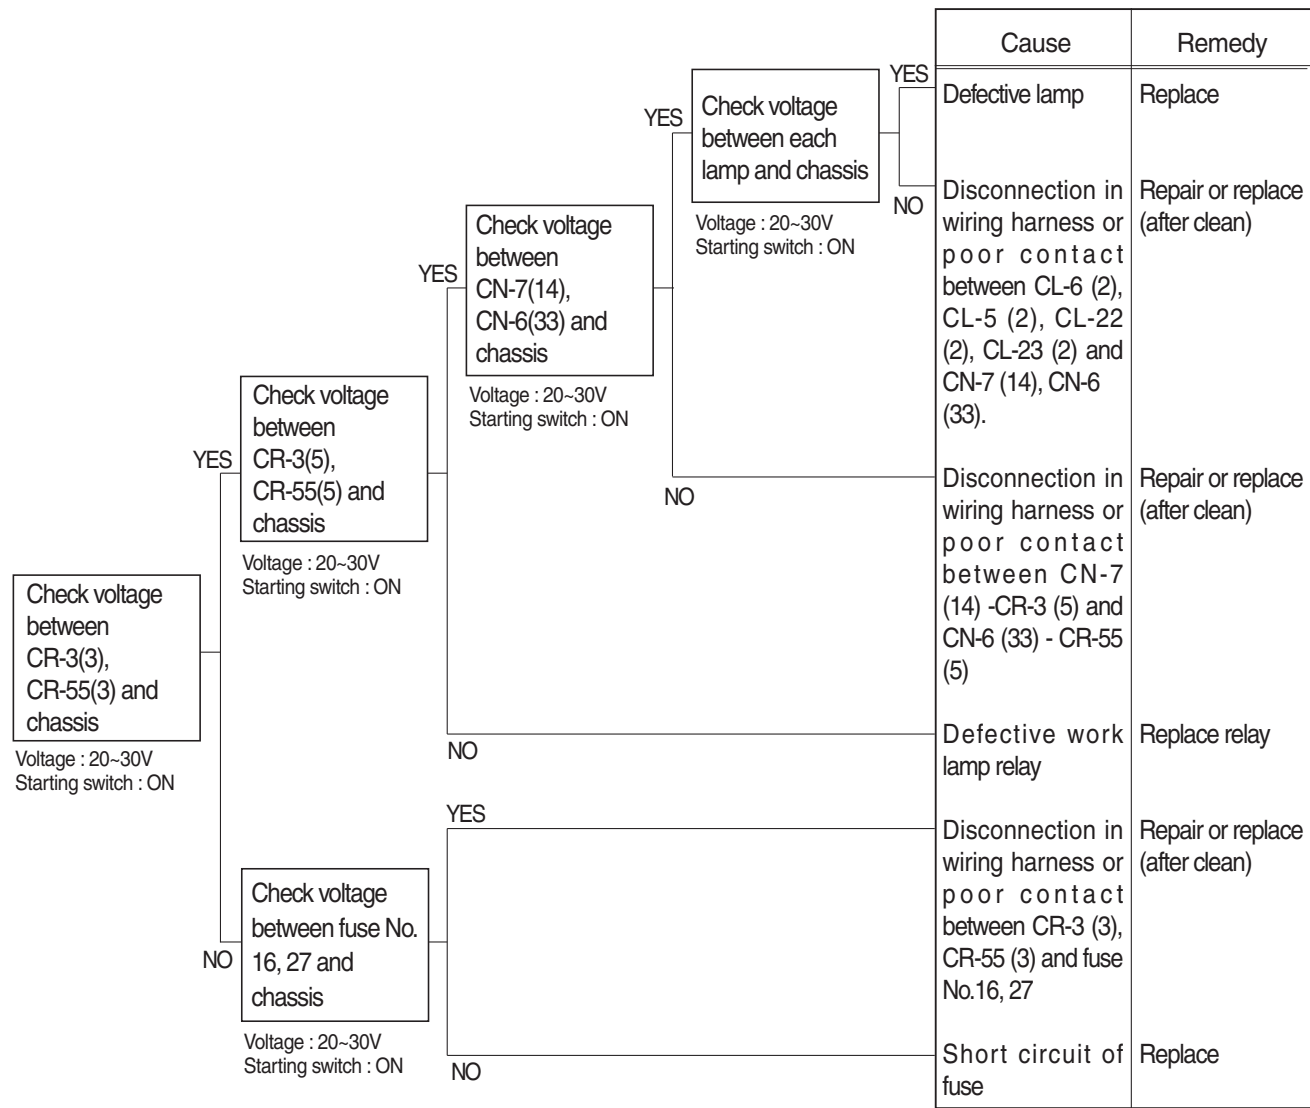 Cause
Remedy
YES
Defective lamp
Replace
Check voltage
between each
lamp and chassis
YES
NO
Voltage : 20~30V
Starting switch : ON
Disconnection in
wiring harness or
poor contact
between CL-6 (2),
CL-5 (2), CL-22
(2), CL-23 (2) and
CN-7 (14), CN-6
(33).
Repair or replace
(after clean)
Check voltage
between
CN-7(14),
CN-6(33) and
chassis
YES
Voltage : 20~30V
Starting switch : ON
NO
Disconnection in
wiring harness or
poor contact
between CN-7
(14) -CR-3 (5) and
CN-6 (33) - CR-55
(5)
Repair or replace
(after clean)
Check voltage
between
CR-3(5),
CR-55(5) and
chassis
YES
Voltage : 20~30V
Starting switch : ON
Check voltage
between
CR-3(3),
CR-55(3) and
chassis
Voltage : 20~30V
Starting switch : ON
NO
Defective work
lamp relay
Replace relay
YES
Disconnection in
wiring harness or
poor contact
between CR-3 (3),
CR-55 (3) and fuse
No.16, 27
Repair or replace
(after clean)
Check voltage
between fuse No.
16, 27 and
chassis
NO
Voltage : 20~30V
Starting switch : ON
NO
Short circuit of
fuse
Replace